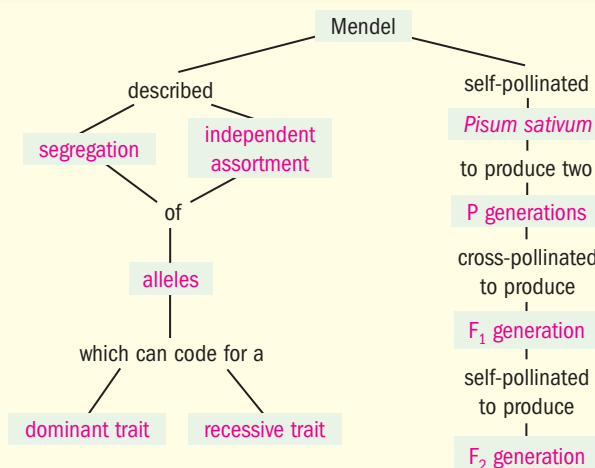 Mendel
described
segregation
independent
assortment
of
alleles
which can code for a
dominant trait
recessive trait
self-pollinated
Pisum sativum
to produce two
P generations
cross-pollinated
to produce
F₁ generation
self-pollinated
to produce
F₂ generation